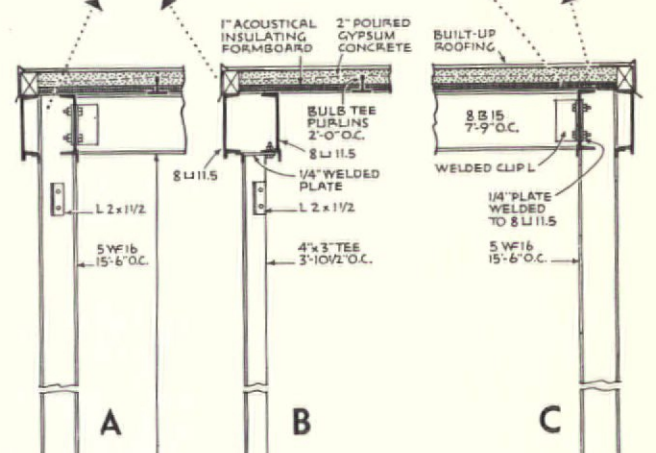 1" ACOUSTICAL
INSULATING
FORMBOARD
2" POURED
GYPSUM
CONCRETE
BUILT-UP
ROOFING
BULB TEE
PURLINS
2'-0" O.C.
8 ⊔ 11.5
8 ⊔ 11.5
1/4" WELDED
PLATE
L 2 x 1 1/2
L 2 x 1 1/2
5 WF 16
15'-6" O.C.
4" x 3" TEE
3'-10 1/2" O.C.
8 B 15
7'-9" O.C.
WELDED CLIP L
1/4" PLATE
WELDED
TO 8 ⊔ 11.5
5 WF 16
15'-6" O.C.
A
B
C